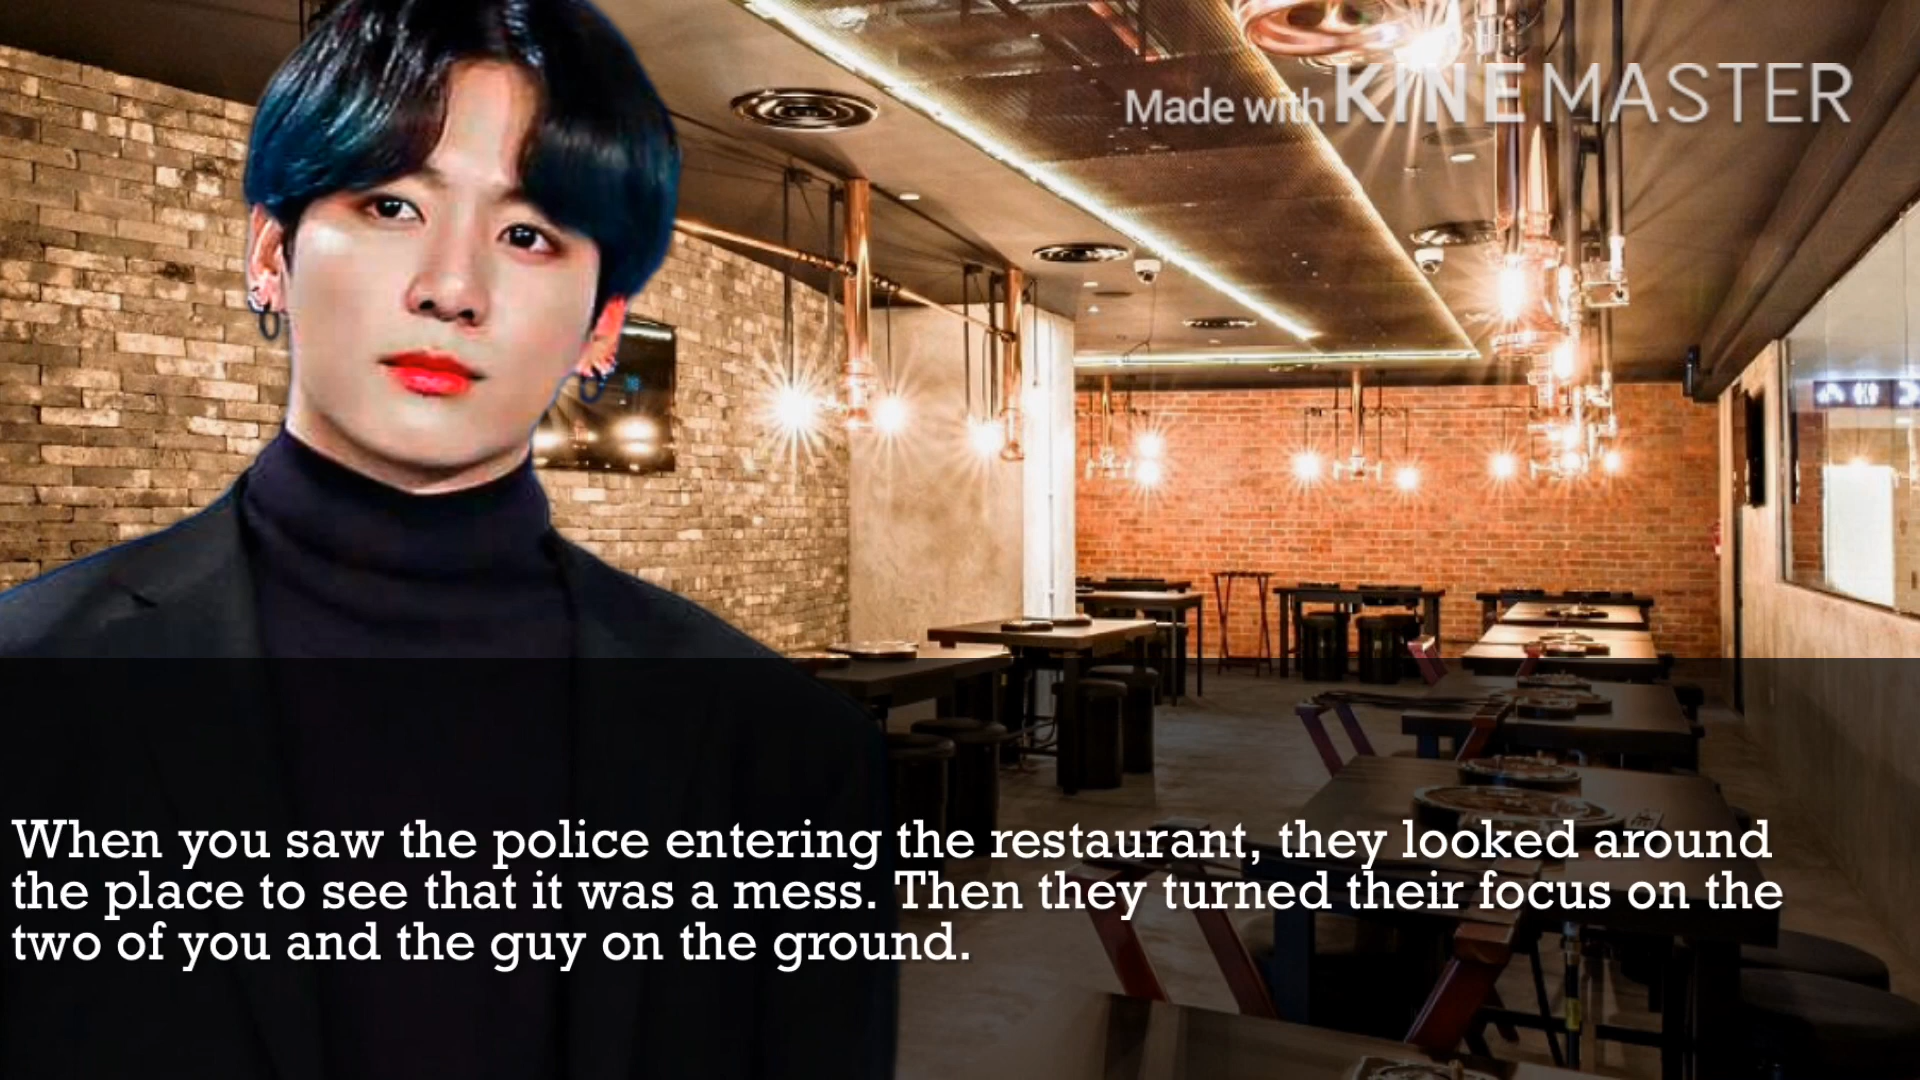 Made with KINEMASTER
When you saw the police entering the restaurant, they looked around
the place to see that it was a mess. Then they turned their focus on the
two of you and the guy on the ground.